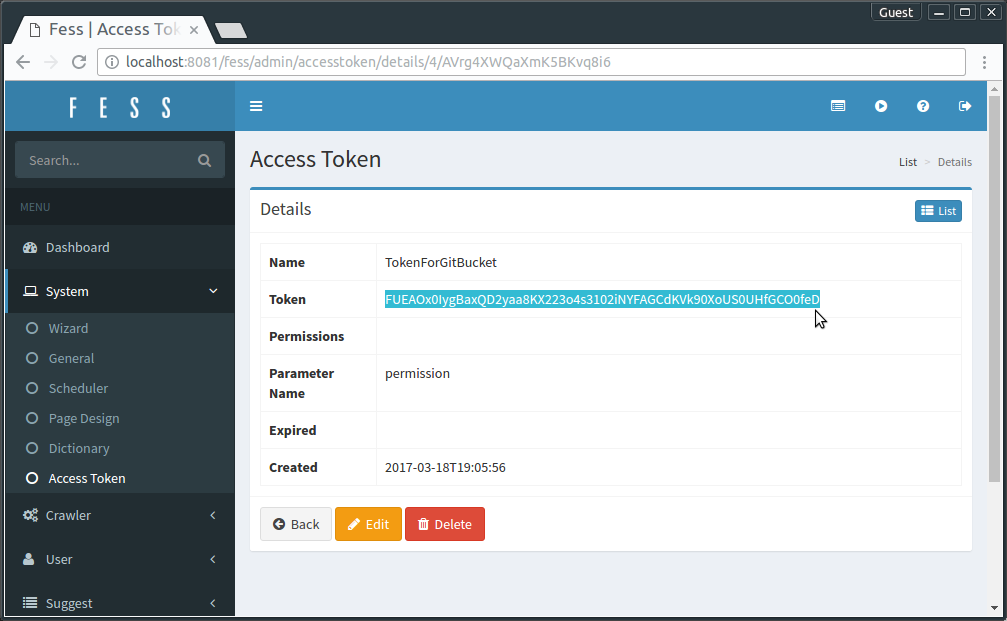 Guest
Fess | Access Tok
localhost:8081/fess/admin/accesstoken/details/4/AVrg4XWQaXmK5BKvq8i6
FESS
Search...
MENU
Dashboard
System
Wizard
General
Scheduler
Page Design
Dictionary
Access Token
Crawler
User
Suggest
Access Token
List > Details
Details
List
Name TokenForGitBucket
Token FUEAOx0IygBaxQD2yaa8KX223o4s3102iNYFAGCdKVk90XoUS0UHfGCO0feD
Permissions
Parameter Name permission
Expired
Created 2017-03-18T19:05:56
Back Edit Delete